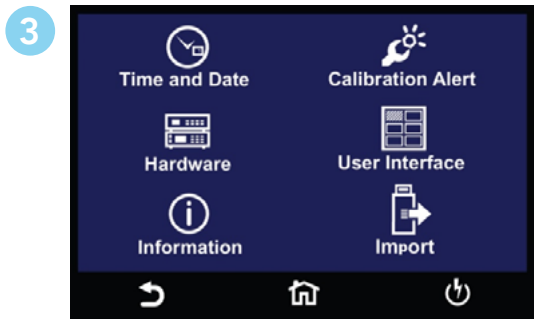 3
Time and Date
Calibration Alert
Hardware
User Interface
Information
Import